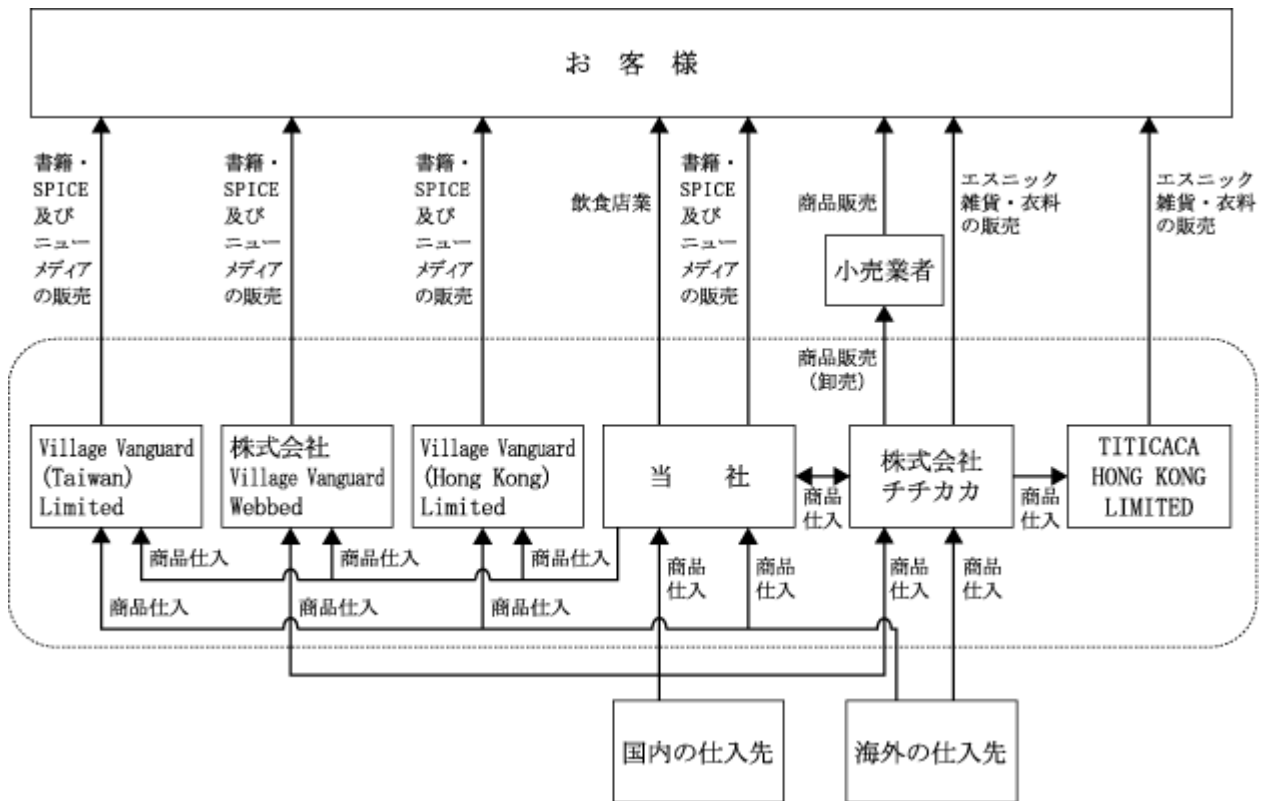 お客様
書籍・
SPICE
及び
ニュー
メディア
の販売
書籍・
SPICE
及び
ニュー
メディア
の販売
書籍・
SPICE
及び
ニュー
メディア
の販売
飲食店業
書籍・
SPICE
及び
ニュー
メディア
の販売
商品販売
エスニック
雑貨・衣料
の販売
エスニック
雑貨・衣料
の販売
小売業者
商品販売
(卸売)
Village Vanguard
(Taiwan)
Limited
株式会社
Village Vanguard
Webbed
Village Vanguard
(Hong Kong)
Limited
当社
商品
仕入
株式会社
チチカカ
商品
仕入
TITICACA
HONG KONG
LIMITED
商品仕入
商品仕入
商品仕入
商品
仕入
商品
仕入
商品
仕入
商品
仕入
商品仕入
商品仕入
商品仕入
国内の仕入先
海外の仕入先